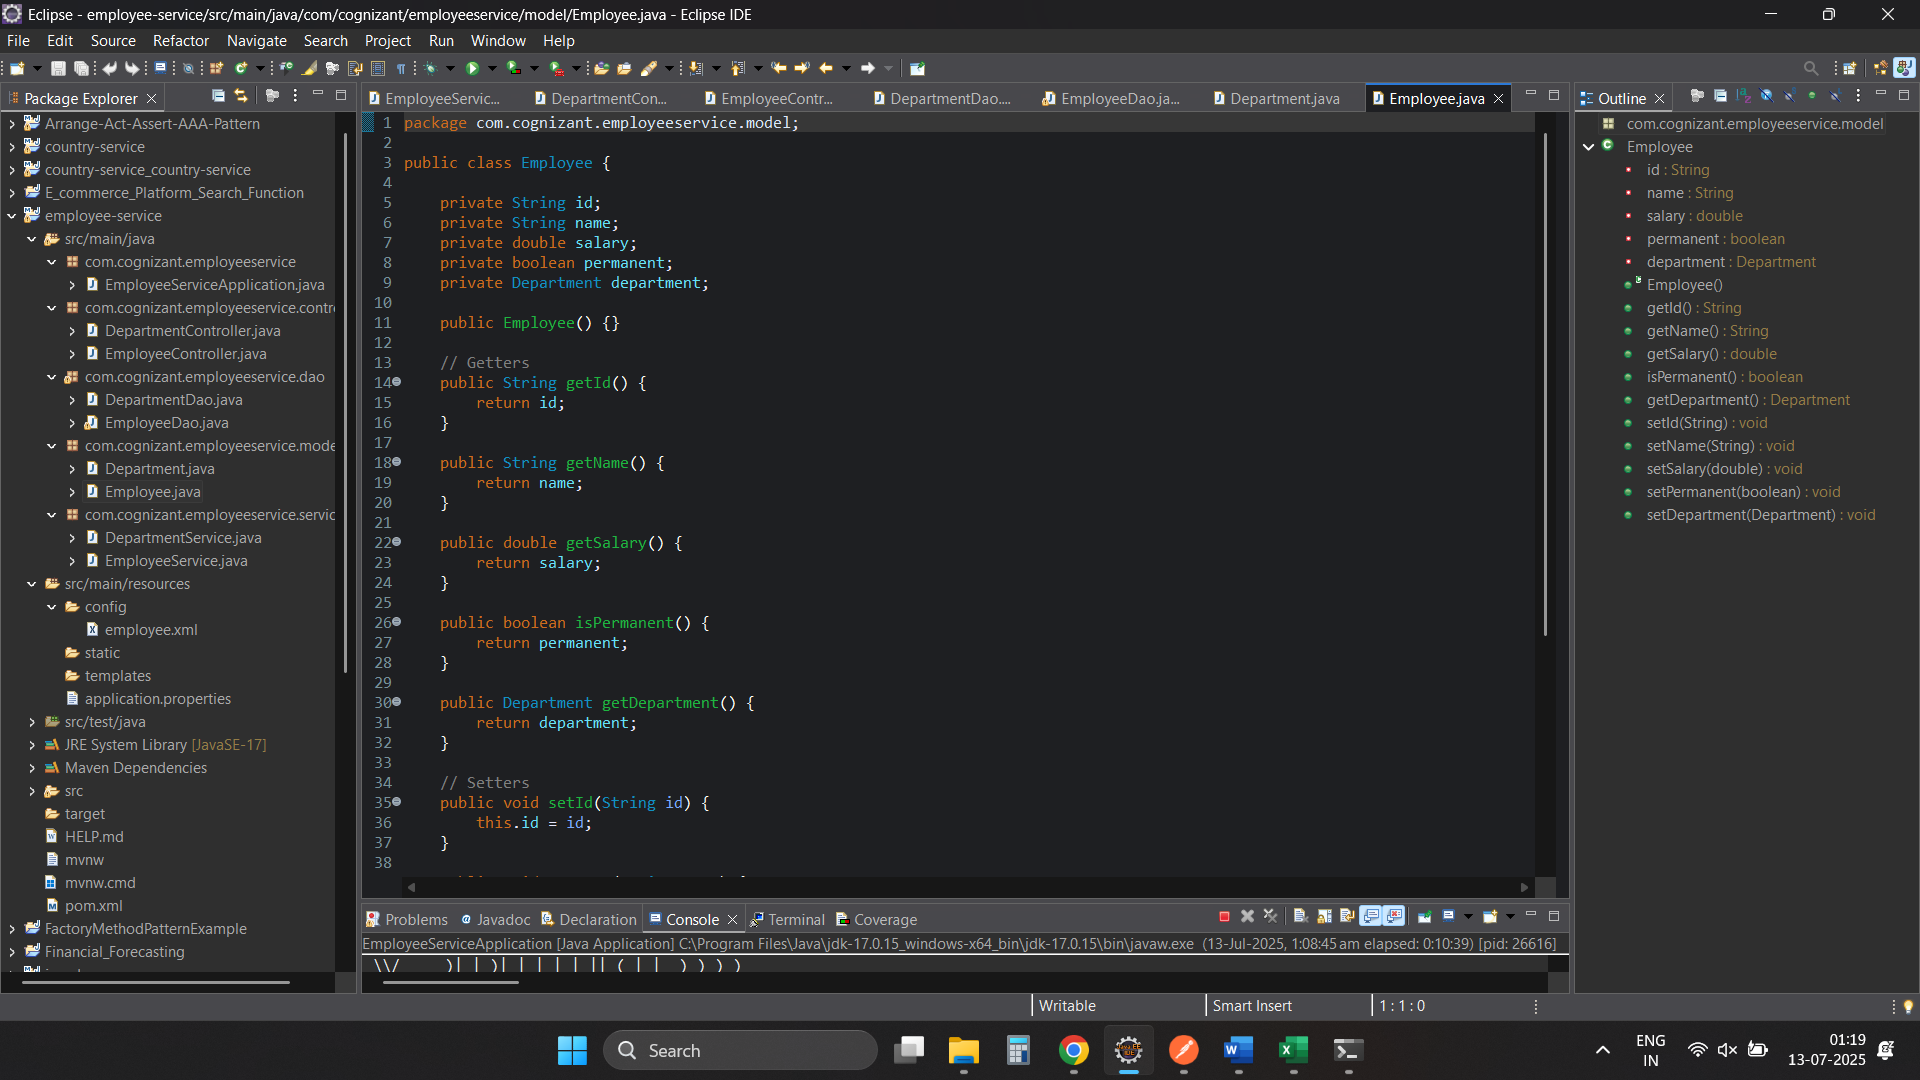 Eclipse - employee-service/src/main/java/com/cognizant/employeeservice/model/Employee.java - Eclipse IDE
File Edit Source Refactor Navigate Search Project Run Window Help
Package Explorer
Arrange-Act-Assert-AAA-Pattern
country-service
country-service_country-service
E_commerce_Platform_Search_Function
employee-service
src/main/java
com.cognizant.employeeservice
EmployeeServiceApplication.java
com.cognizant.employeeservice.contr
DepartmentController.java
EmployeeController.java
com.cognizant.employeeservice.dao
DepartmentDao.java
EmployeeDao.java
com.cognizant.employeeservice.mode
Department.java
Employee.java
com.cognizant.employeeservice.servic
DepartmentService.java
EmployeeService.java
src/main/resources
config
employee.xml
static
templates
application.properties
src/test/java
JRE System Library [JavaSE-17]
Maven Dependencies
src
target
HELP.md
mvnw
mvnw.cmd
pom.xml
FactoryMethodPatternExample
Financial_Forecasting
EmployeeServic... DepartmentCon... EmployeeContr... DepartmentDao.... EmployeeDao.ja... Department.java Employee.java
1 package com.cognizant.employeeservice.model;
2
3 public class Employee {
4
5 private String id;
6 private String name;
7 private double salary;
8 private boolean permanent;
9 private Department department;
10
11 public Employee() {}
12
13 // Getters
14 public String getId() {
15 return id;
16 }
17
18 public String getName() {
19 return name;
20 }
21
22 public double getSalary() {
23 return salary;
24 }
25
26 public boolean isPermanent() {
27 return permanent;
28 }
29
30 public Department getDepartment() {
31 return department;
32 }
33
34 // Setters
35 public void setId(String id) {
36 this.id = id;
37 }
38
Outline
com.cognizant.employeeservice.model
Employee
id : String
name : String
salary : double
permanent : boolean
department : Department
Employee()
getId() : String
getName() : String
getSalary() : double
isPermanent() : boolean
getDepartment() : Department
setId(String) : void
setName(String) : void
setSalary(double) : void
setPermanent(boolean) : void
setDepartment(Department) : void
Problems Javadoc Declaration Console Terminal Coverage
EmployeeServiceApplication [Java Application] C:\Program Files\Java\jdk-17.0.15_windows-x64_bin\jdk-17.0.15\bin\javaw.exe (13-Jul-2025, 1:08:45 am elapsed: 0:10:39) [pid: 26616]
\\/ ___)| |_)| | | | | || (_| | ) ) ) )
Writable Smart Insert 1 : 1 : 0
Search
ENG
IN
01:19
13-07-2025